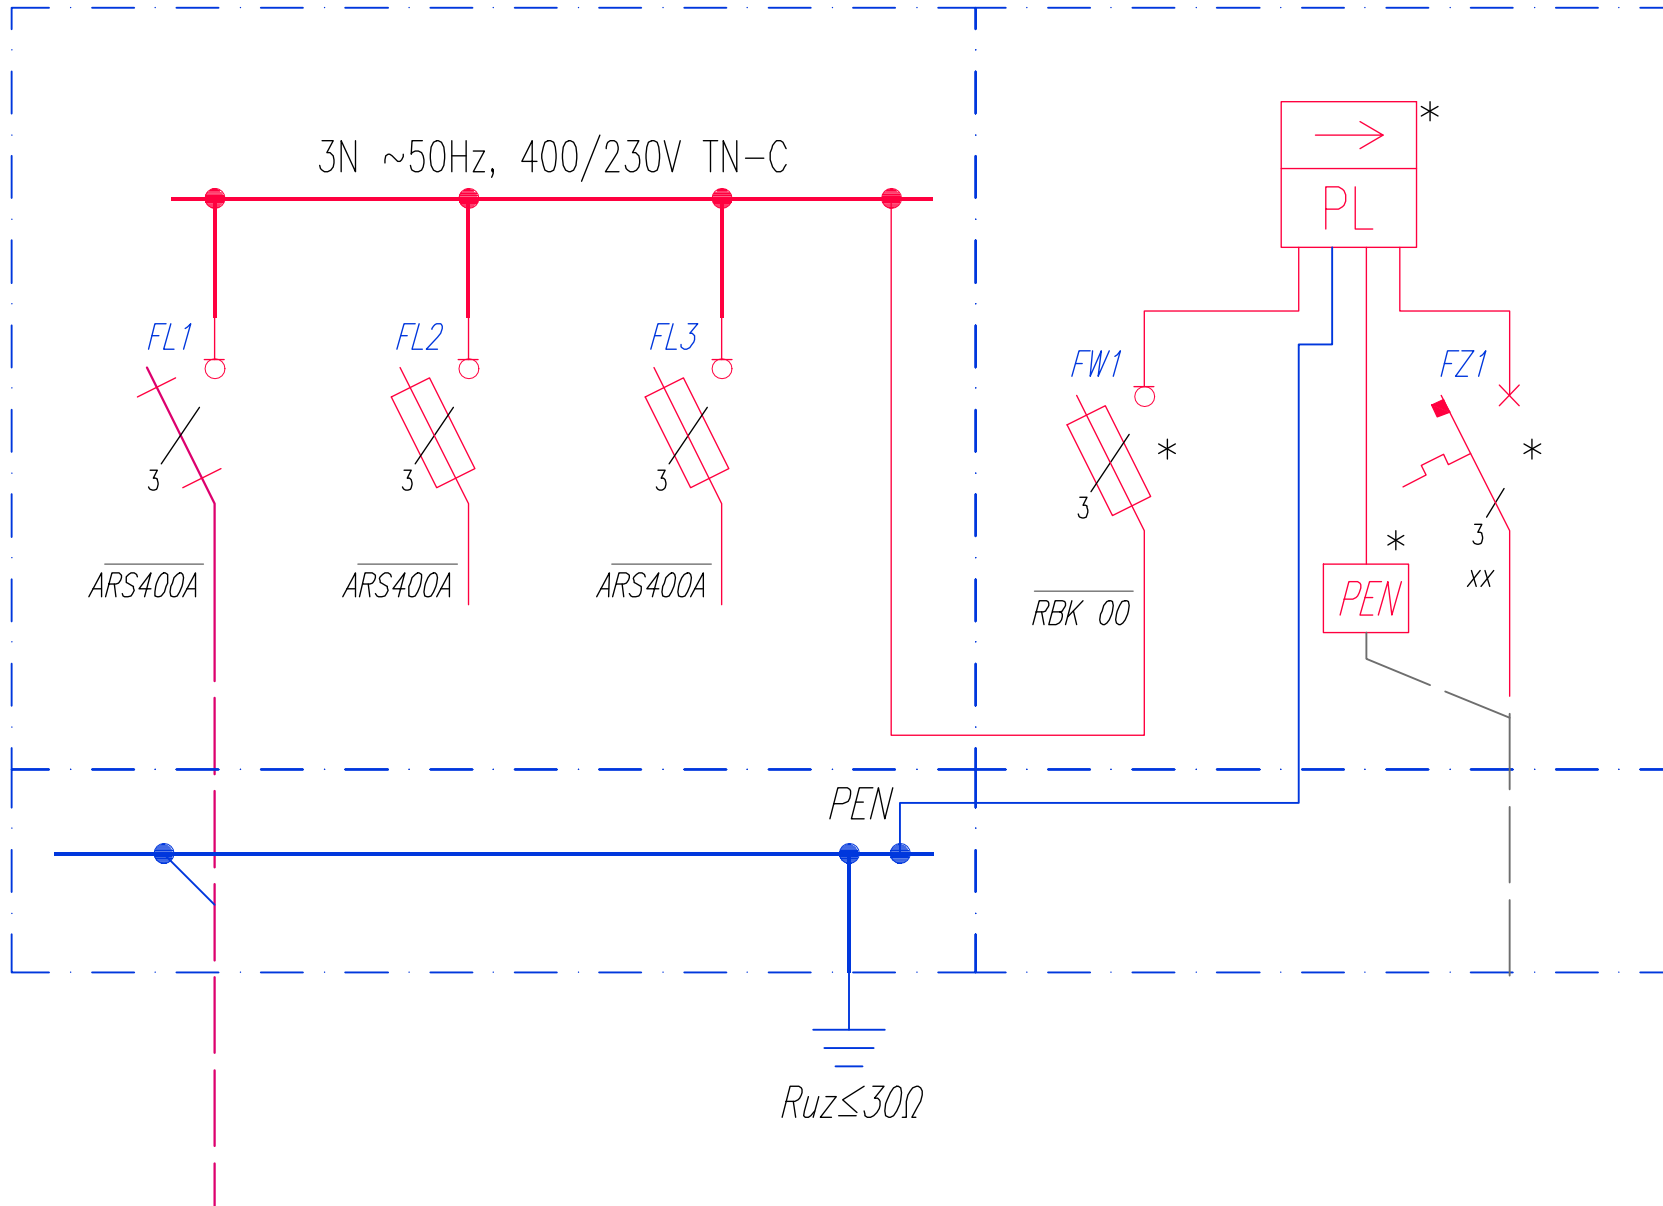 3N ~50Hz, 400/230V TN-C
*
PL
FL1
FL2
FL3
FW1
FZ1
3
3
3
3
*
3
*
ARS400A
ARS400A
ARS400A
RBK 00
*
xx
PEN
PEN
Ruz≤30Ω